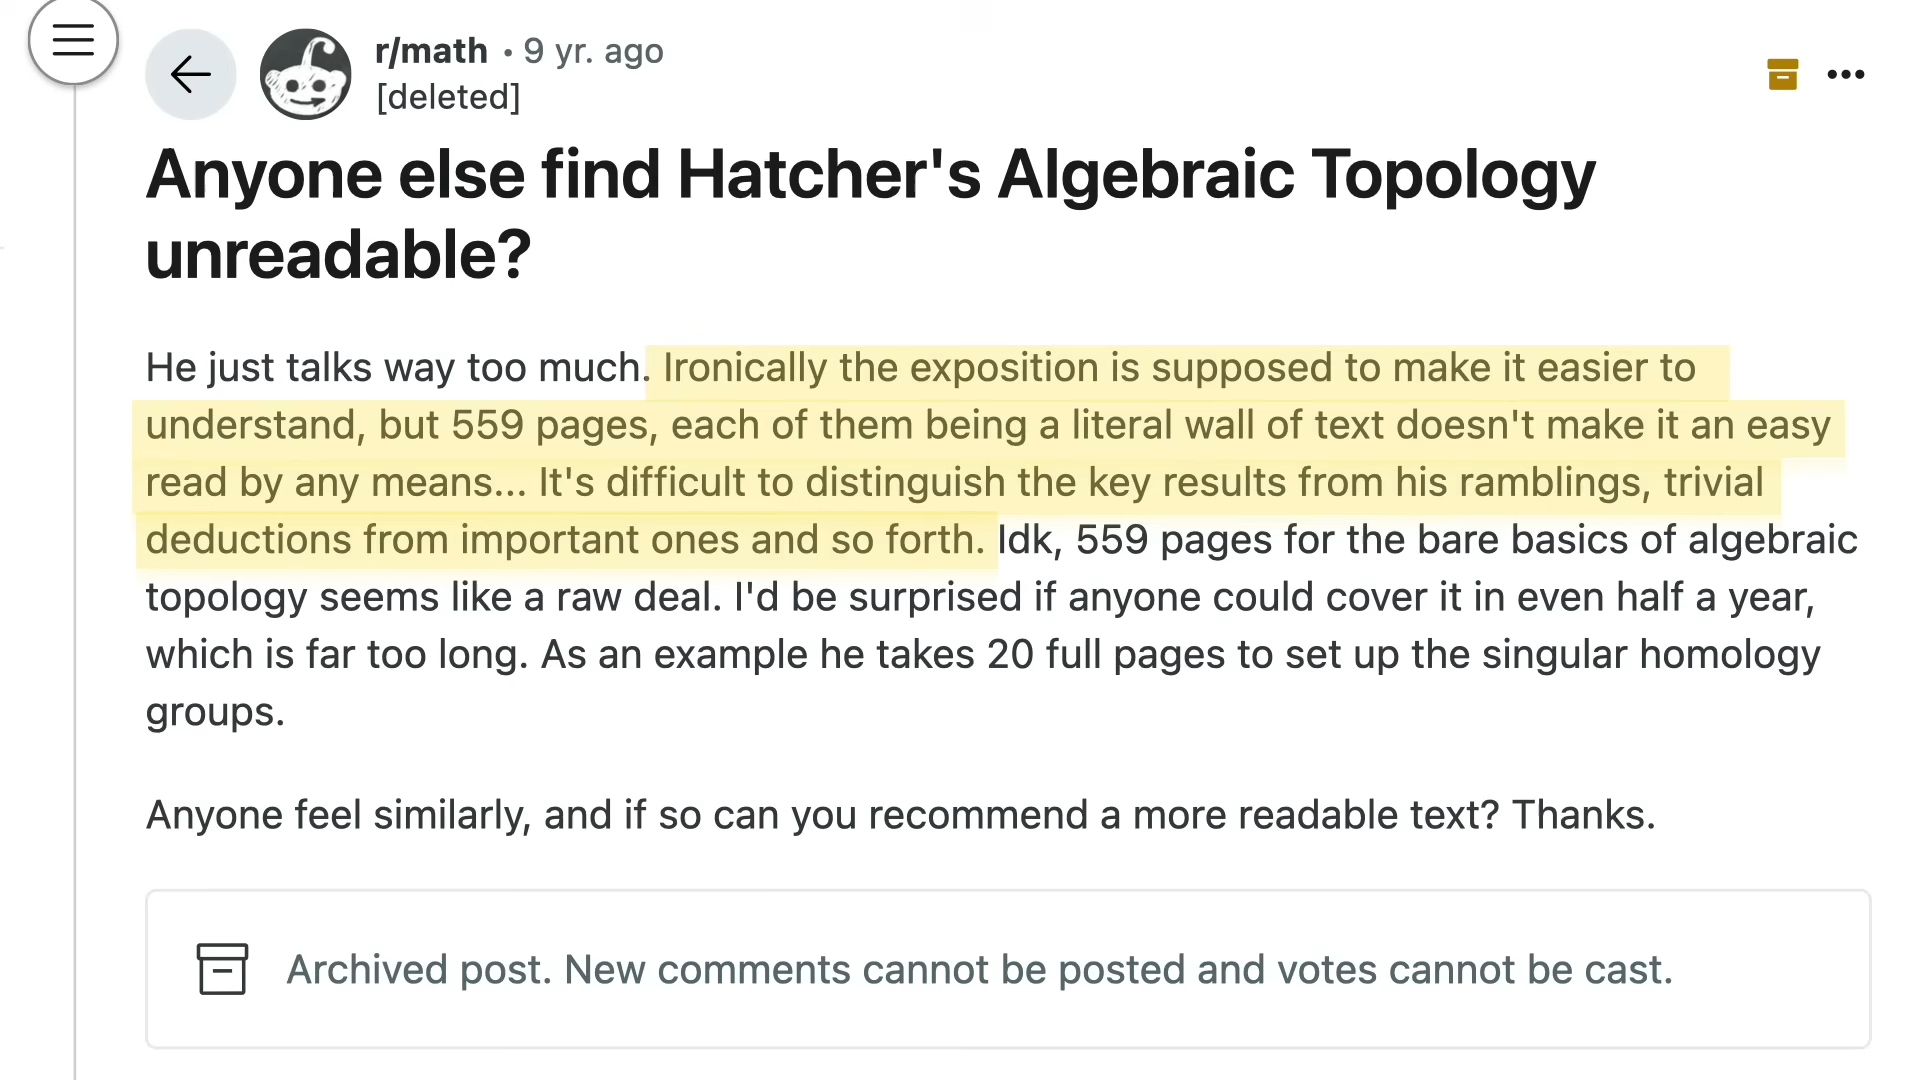 r/math • 9 yr. ago
[deleted]
Anyone else find Hatcher's Algebraic Topology
unreadable?
He just talks way too much. Ironically the exposition is supposed to make it easier to
understand, but 559 pages, each of them being a literal wall of text doesn't make it an easy
read by any means... It's difficult to distinguish the key results from his ramblings, trivial
deductions from important ones and so forth. Idk, 559 pages for the bare basics of algebraic
topology seems like a raw deal. I'd be surprised if anyone could cover it in even half a year,
which is far too long. As an example he takes 20 full pages to set up the singular homology
groups.
Anyone feel similarly, and if so can you recommend a more readable text? Thanks.
Archived post. New comments cannot be posted and votes cannot be cast.